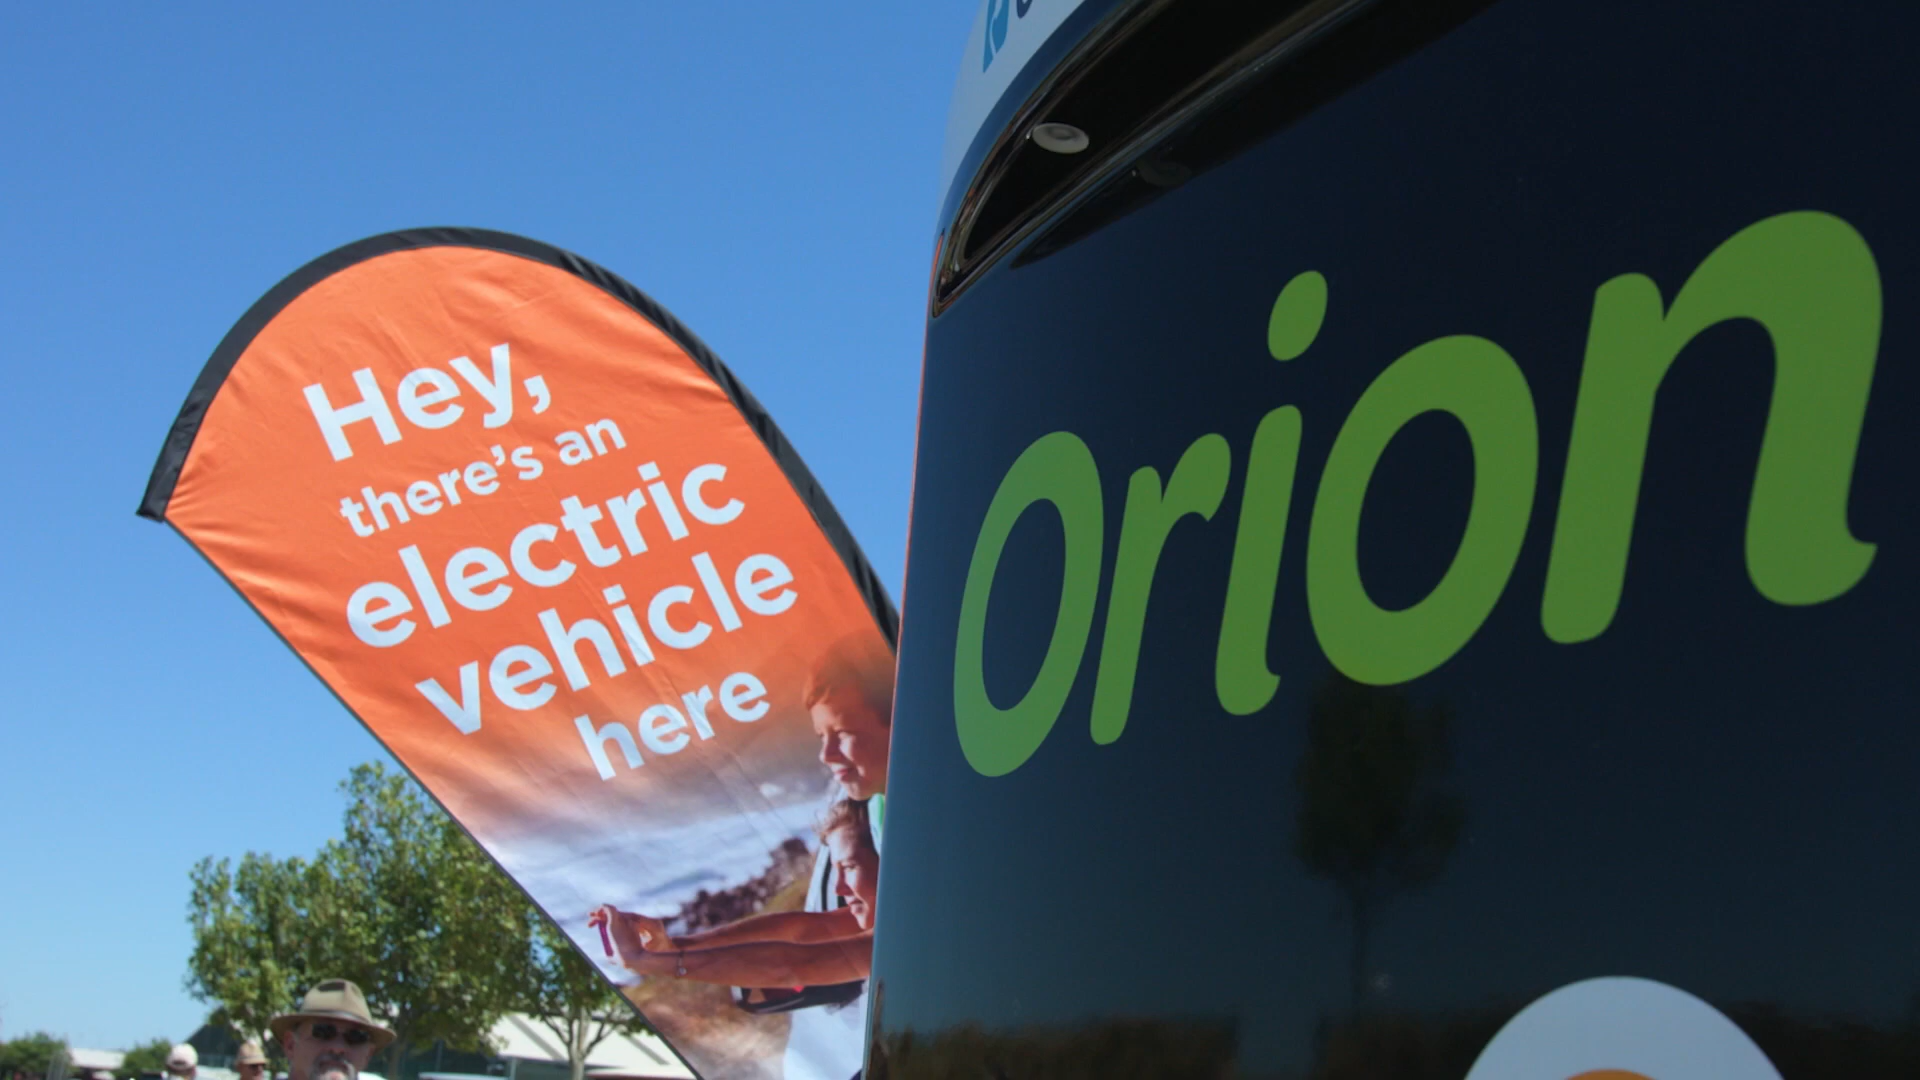 Hey,
there's an
electric
vehicle
here
orion